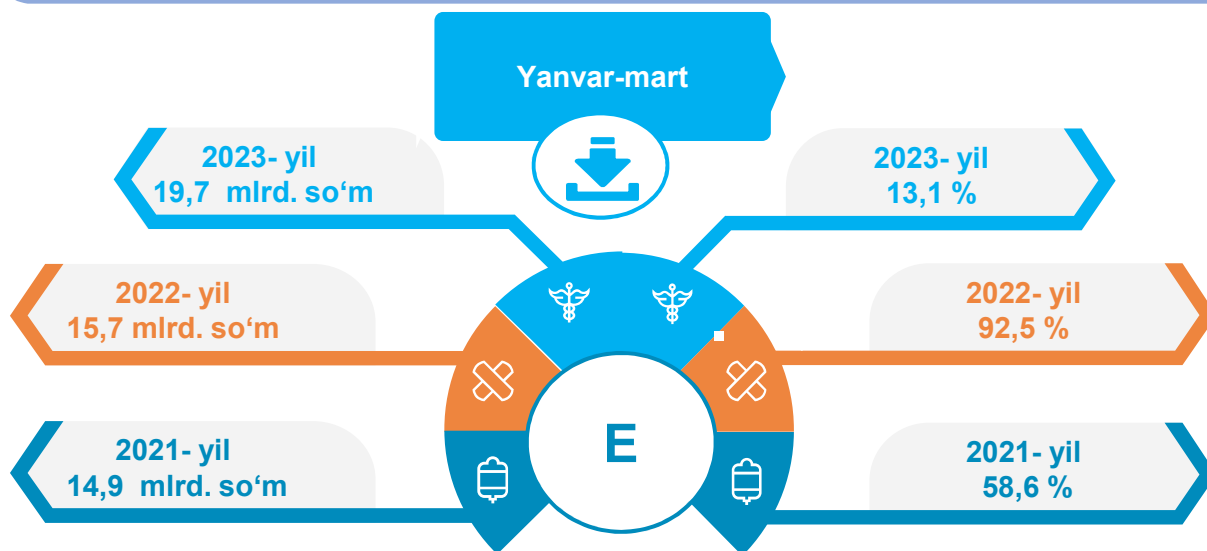 Yanvar-mart
2023- yil
19,7 mlrd. so‘m
2023- yil
13,1 %
2022- yil
15,7 mlrd. so‘m
2022- yil
92,5 %
2021- yil
14,9 mlrd. so‘m
E
2021- yil
58,6 %